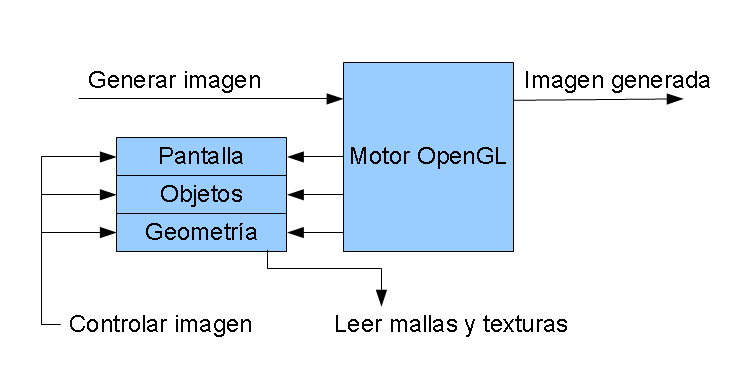 Generar imagen
Imagen generada
Pantalla
Motor OpenGL
Objetos
Geometría
Controlar imagen
Leer mallas y texturas